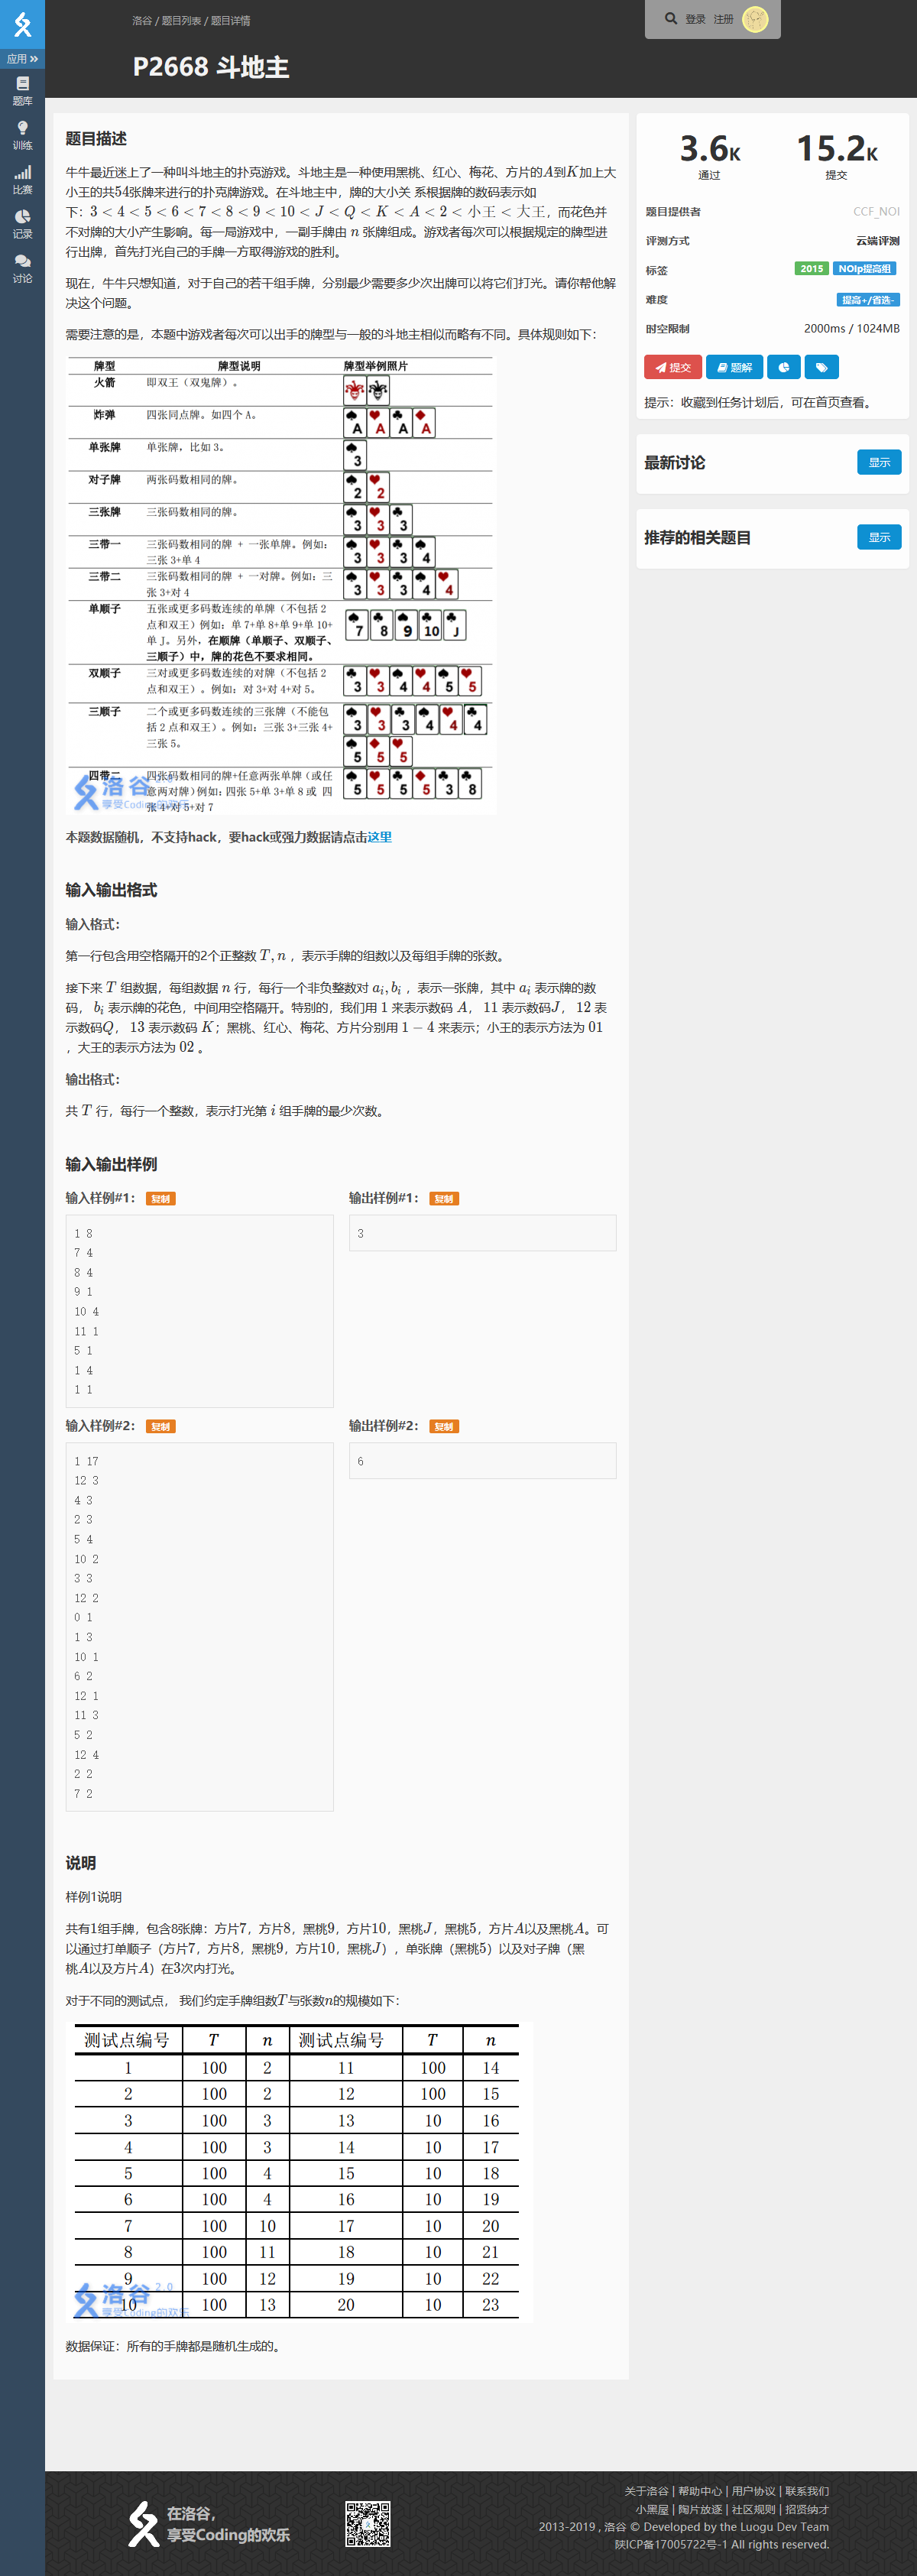 洛谷 / 题目列表 / 题目详情
登录 注册
P2668 斗地主
应用
题库
训练
比赛
记录
讨论
题目描述
牛牛最近迷上了一种叫斗地主的扑克游戏。斗地主是一种使用黑桃、红心、梅花、方片的A到K加上大
小王的共54张牌来进行的扑克牌游戏。在斗地主中，牌的大小关 系根据牌的数码表示如
下：3 < 4 < 5 < 6 < 7 < 8 < 9 < 10 < J < Q < K < A < 2 < 小王 < 大王，而花色并
不对牌的大小产生影响。每一局游戏中，一副手牌由 n 张牌组成。游戏者每次可以根据规定的牌型进
行出牌，首先打光自己的手牌一方取得游戏的胜利。
现在，牛牛只想知道，对于自己的若干组手牌，分别最少需要多少次出牌可以将它们打光。请你帮他解
决这个问题。
需要注意的是，本题中游戏者每次可以出手的牌型与一般的斗地主相似而略有不同。具体规则如下：
牌型 牌型说明 牌型举例照片
火箭 即双王（双鬼牌）。
炸弹 四张同点牌。如四个 A。 A A A A
单张牌 单张牌，比如 3。 3
对子牌 两张码数相同的牌。 2 2
三张牌 三张码数相同的牌。 3 3 3
三带一 三张码数相同的牌 + 一张单牌。例如：
三张 3+单 4 3 3 3 4
三带二 三张码数相同的牌 + 一对牌。例如：三
张 3+对 4 3 3 3 4 4
单顺子 五张或更多码数连续的单牌（不包括 2
点和双王）例如：单 7+单 8+单 9+单 10+
单 J。另外，在顺牌（单顺子、双顺子、
三顺子）中，牌的花色不要求相同。 7 8 9 10 J
双顺子 三对或更多码数连续的对牌（不包括 2
点和双王）。例如：对 3+对 4+对 5。 3 3 4 4 5 5
三顺子 二个或更多码数连续的三张牌（不能包
括 2 点和双王）。例如：三张 3+三张 4+
三张 5。 3 3 3 4 4 4
5 5 5
四带二 四张码数相同的牌+任意两张单牌（或任
意两对牌）例如：四张 5+单 3+单 8 或 四
张 4+对 5+对 7 5 5 5 5 3 8
洛谷 2.0
享受Coding的欢乐
本题数据随机，不支持hack，要hack或强力数据请点击这里
输入输出格式
输入格式：
第一行包含用空格隔开的2个正整数 T, n ，表示手牌的组数以及每组手牌的张数。
接下来 T 组数据，每组数据 n 行，每行一个非负整数对 ai, bi ，表示一张牌，其中 ai 表示牌的数
码， bi 表示牌的花色，中间用空格隔开。特别的，我们用 1 来表示数码 A， 11 表示数码J， 12 表
示数码Q， 13 表示数码 K；黑桃、红心、梅花、方片分别用 1 − 4 来表示；小王的表示方法为 01
，大王的表示方法为 02 。
输出格式：
共 T 行，每行一个整数，表示打光第 i 组手牌的最少次数。
输入输出样例
输入样例#1： 复制
1 8
7 4
8 4
9 1
10 4
11 1
5 1
1 4
1 1
输出样例#1： 复制
3
输入样例#2： 复制
1 17
12 3
4 3
2 3
5 4
10 2
3 3
12 2
0 1
1 3
10 1
6 2
12 1
11 3
5 2
12 4
2 2
7 2
输出样例#2： 复制
6
说明
样例1说明
共有1组手牌，包含8张牌：方片7，方片8，黑桃9，方片10，黑桃J，黑桃5，方片A以及黑桃A。可
以通过打单顺子（方片7，方片8，黑桃9，方片10，黑桃J），单张牌（黑桃5）以及对子牌（黑
桃A以及方片A）在3次内打光。
对于不同的测试点， 我们约定手牌组数T与张数n的规模如下：
测试点编号 T n 测试点编号 T n
1 100 2 11 100 14
2 100 2 12 100 15
3 100 3 13 10 16
4 100 3 14 10 17
5 100 4 15 10 18
6 100 4 16 10 19
7 100 10 17 10 20
8 100 11 18 10 21
9 100 12 19 10 22
10 100 13 20 10 23
洛谷 2.0
享受Coding的欢乐
数据保证：所有的手牌都是随机生成的。
3.6K 15.2K
通过 提交
题目提供者 CCF_NOI
评测方式 云端评测
标签 2015 NOIp提高组
难度 提高+/省选-
时空限制 2000ms / 1024MB
提交 题解
提示：收藏到任务计划后，可在首页查看。
最新讨论 显示
推荐的相关题目 显示
在洛谷，
享受Coding的欢乐
关于洛谷 | 帮助中心 | 用户协议 | 联系我们
小黑屋 | 陶片放逐 | 社区规则 | 招贤纳才
2013-2019 , 洛谷 © Developed by the Luogu Dev Team
陕ICP备17005722号-1 All rights reserved.